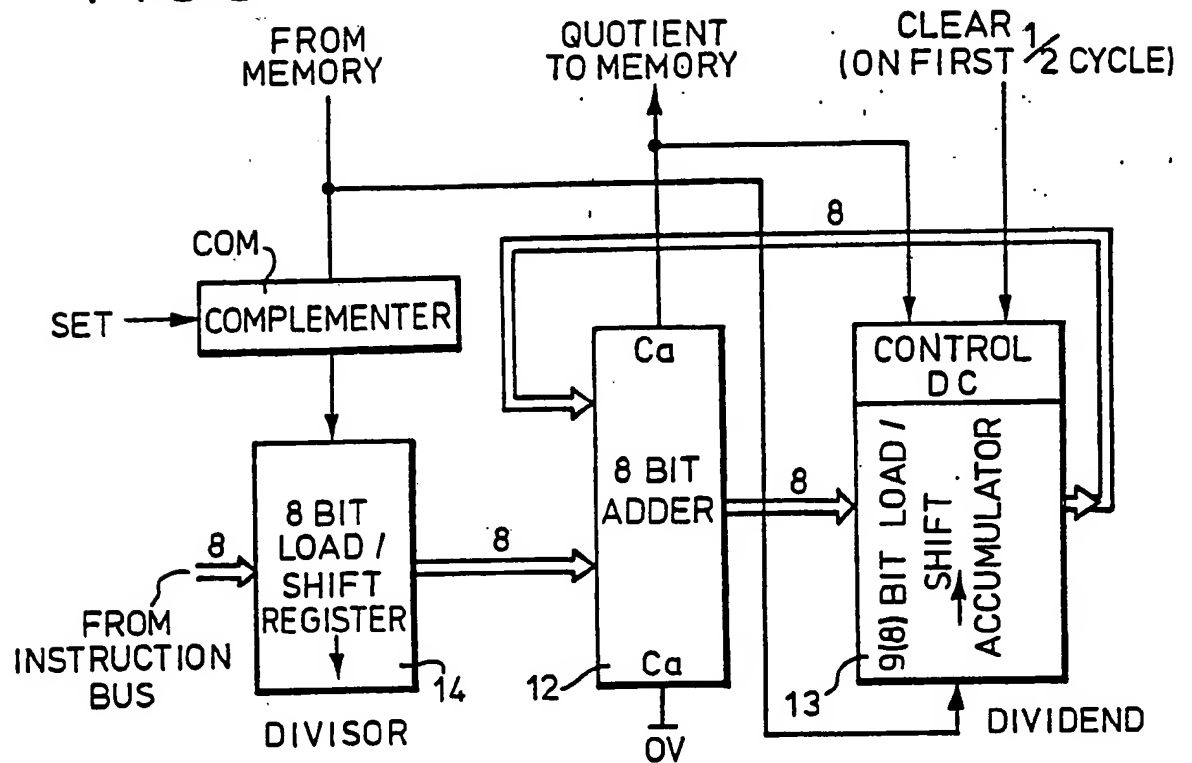 FROM
MEMORY
QUOTIENT
TO MEMORY
CLEAR
(ON FIRST 1/2 CYCLE)
8
COM
SET
COMPLEMENTER
Ca
CONTROL
DC
8 BIT
LOAD/
SHIFT
REGISTER
8
8
8 BIT
ADDER
8
9(8) BIT LOAD/
SHIFT
ACCUMULATOR
FROM
INSTRUCTION
BUS
14
12
Ca
13
DIVISOR
0V
DIVIDEND